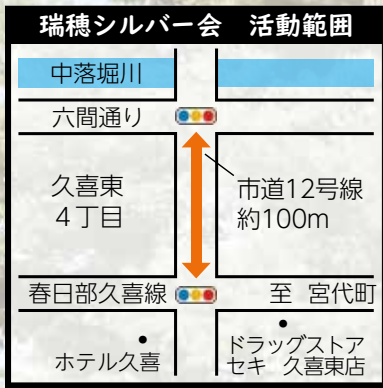 瑞穂シルバー会　活動範囲
中落堀川
六間通り
久喜東
４丁目
市道12号線
約100m
春日部久喜線
至　宮代町
ホテル久喜
ドラッグストア
セキ　久喜東店